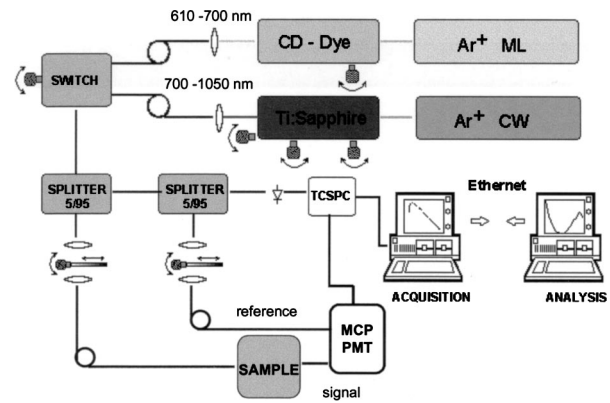 610 -700 nm
CD - Dye
Ar+ ML
SWITCH
700 -1050 nm
Ti:Sapphire
Ar+ CW
SPLITTER
5/95
SPLITTER
5/95
TCSPC
Ethernet
ACQUISITION
ANALYSIS
reference
MCP
PMT
SAMPLE
signal